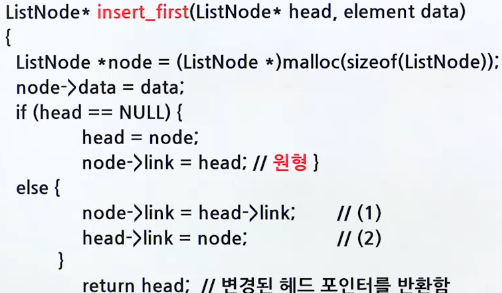 ListNode* insert_first(ListNode* head, element data)
{
ListNode *node = (ListNode *)malloc(sizeof(ListNode));
node->data = data;
if (head == NULL) {
head = node;
node->link = head; // 원형 }
else {
node->link = head->link; // (1)
head->link = node; // (2)
}
return head; // 변경된 헤드 포인터를 반환함